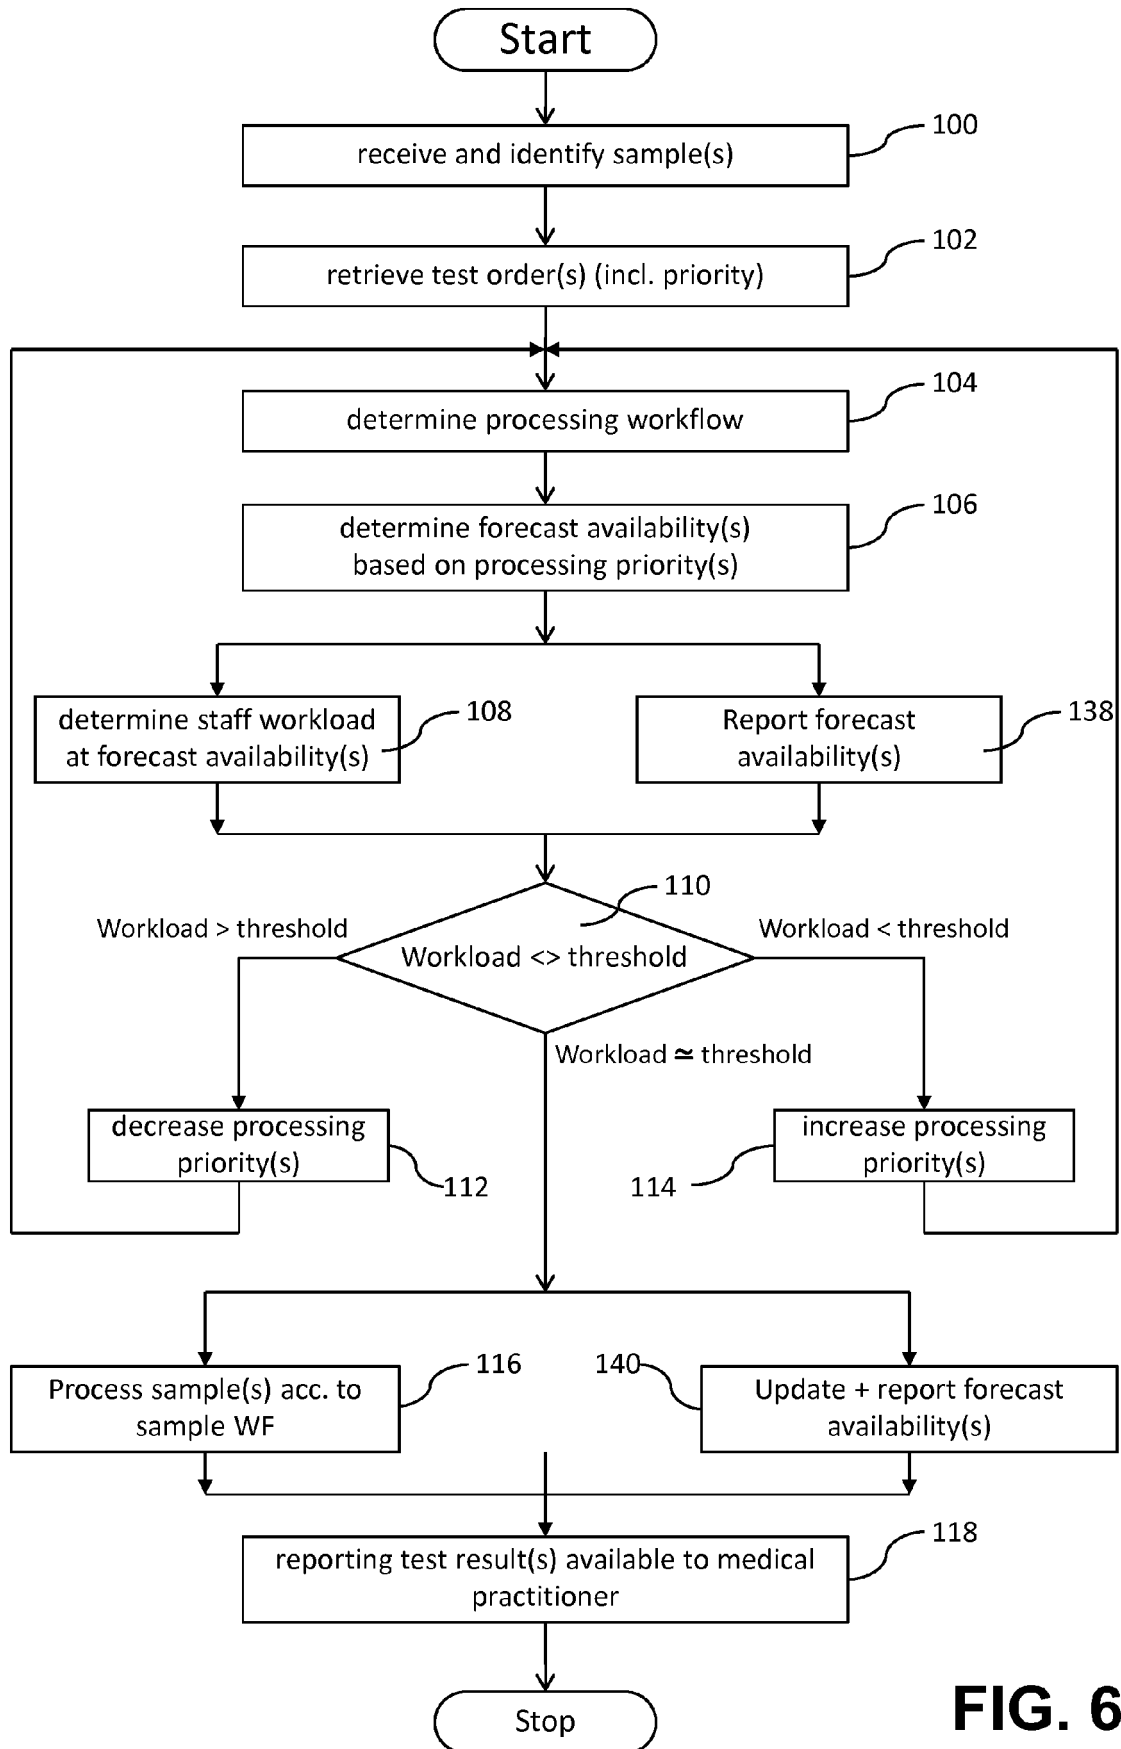 Start
100
receive and identify sample(s)
102
retrieve test order(s) (incl. priority)
104
determine processing workflow
106
determine forecast availability(s)
based on processing priority(s)
determine staff workload
at forecast availability(s)
108
Report forecast
availability(s)
138
110
Workload > threshold
Workload <> threshold
Workload < threshold
Workload ≃ threshold
decrease processing
priority(s)
112
114
increase processing
priority(s)
Process sample(s) acc. to
sample WF
116
140
Update + report forecast
availability(s)
118
reporting test result(s) available to medical
practitioner
Stop
FIG. 6